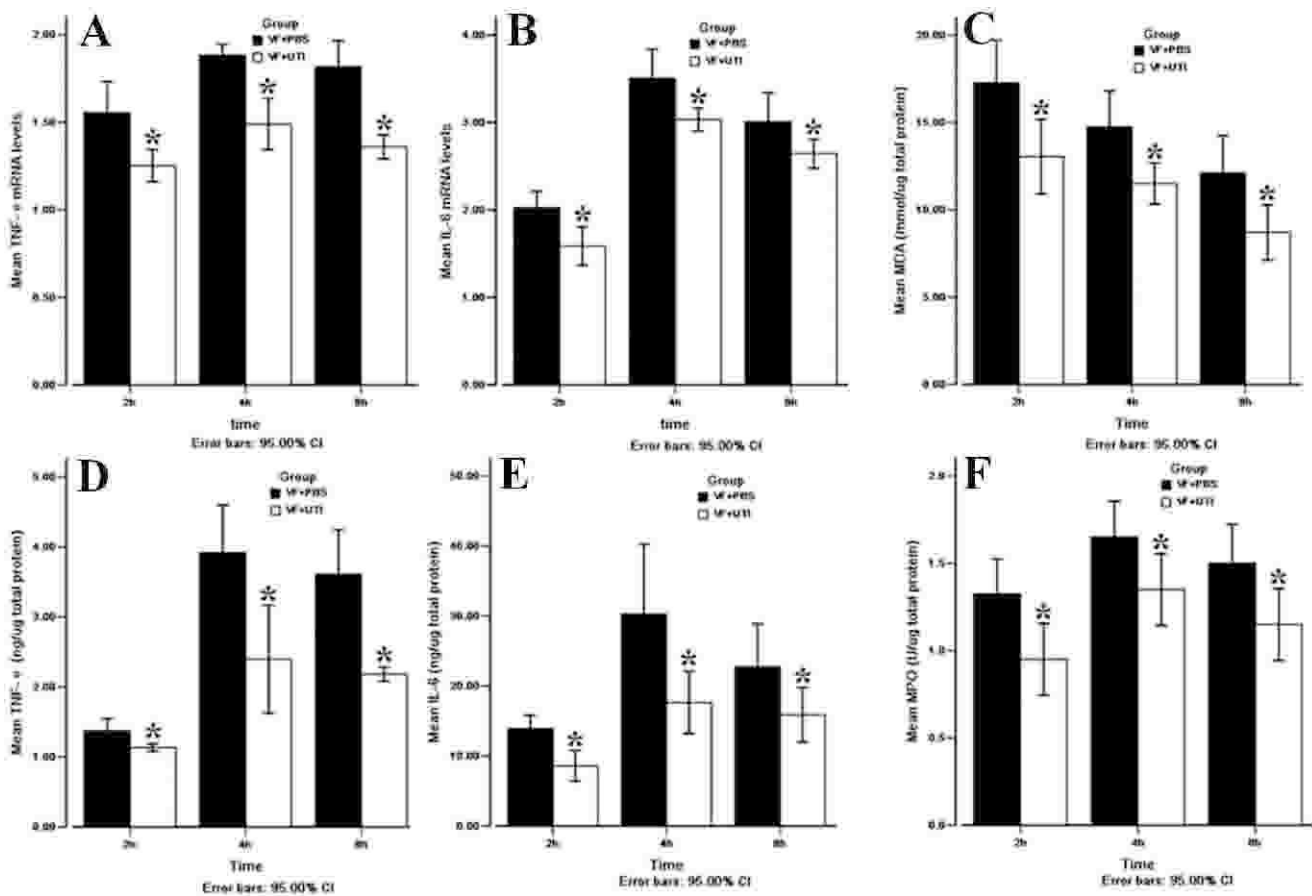 A
Group
VF+PBS
VF+UTI
Mean TNF-α mRNA levels
2.00
1.50
1.00
0.50
0.00
*
*
*
2h
4h
8h
time
Error bars: 95.00% CI
B
Group
VF+PBS
VF+UTI
Mean IL-6 mRNA levels
4.00
3.00
2.00
1.00
0.00
*
*
*
2h
4h
8h
time
Error bars: 95.00% CI
C
Group
VF+PBS
VF+UTI
Mean MDA (mmol/ug total protein)
20.00
15.00
10.00
5.00
0.00
*
*
*
2h
4h
8h
Time
Error bars: 95.00% CI
D
Group
VF+PBS
VF+UTI
Mean TNF-α (ng/ug total protein)
5.00
4.00
3.00
2.00
1.00
0.00
*
*
*
2h
4h
8h
Time
Error bars: 95.00% CI
E
Group
VF+PBS
VF+UTI
Mean IL-6 (ng/ug total protein)
50.00
40.00
30.00
20.00
10.00
0.00
*
*
*
2h
4h
8h
Time
Error bars: 95.00% CI
F
Group
VF+PBS
VF+UTI
Mean MPO (U/ug total protein)
2.0
1.5
1.0
0.5
0.0
*
*
*
2h
4h
8h
Time
Error bars: 95.00% CI